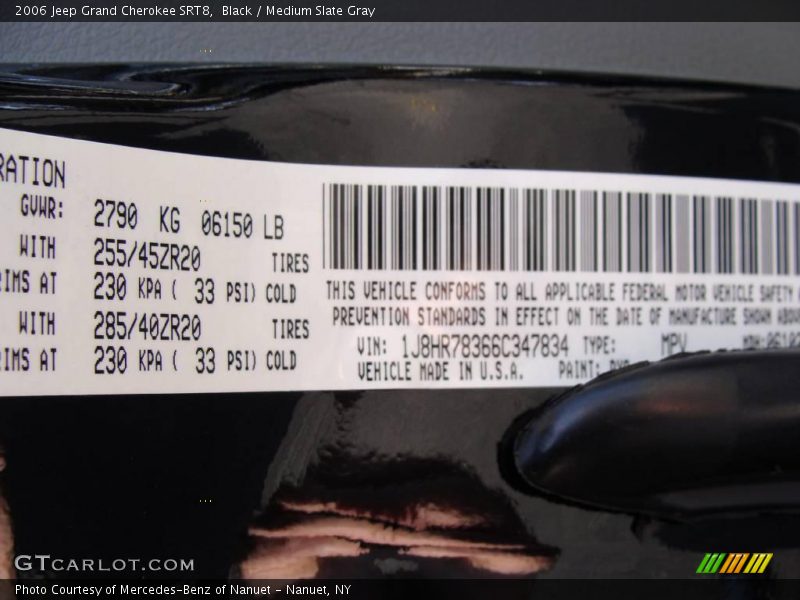 2006 Jeep Grand Cherokee SRT8,  Black / Medium Slate Gray
RATION
GVWR: 2790 KG 06150 LB
WITH 255/45ZR20 TIRES
RIMS AT 230 KPA ( 33 PSI) COLD
WITH 285/40ZR20 TIRES
RIMS AT 230 KPA ( 33 PSI) COLD
THIS VEHICLE CONFORMS TO ALL APPLICABLE FEDERAL MOTOR VEHICLE SAFETY
PREVENTION STANDARDS IN EFFECT ON THE DATE OF MANUFACTURE SHOWN ABOV
VIN: 1J8HR78366C347834 TYPE: MPV
VEHICLE MADE IN U.S.A. PAINT:
GTCARLOT.COM
Photo Courtesy of Mercedes-Benz of Nanuet - Nanuet, NY